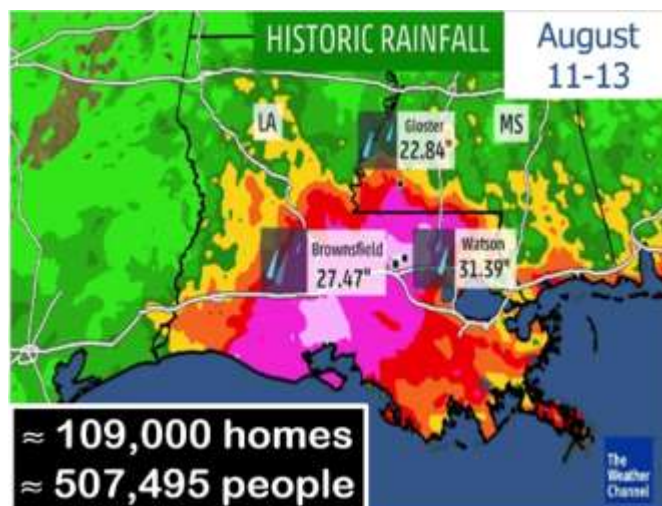 HISTORIC RAINFALL
August
11-13
LA
MS
Gloster
22.84"
Brownsfield
27.47"
Watson
31.39"
≈ 109,000 homes
≈ 507,495 people
The
Weather
Channel